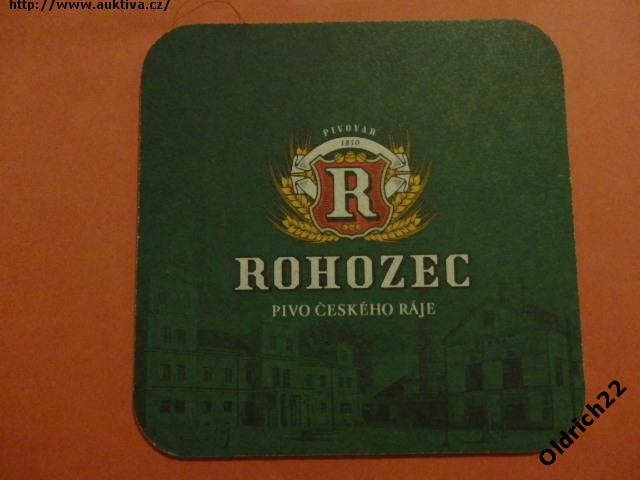 http://www.auktiva.cz/
PIVOVAR
1850
R
ROHOZEC
PIVO ČESKÉHO RÁJE
Oldrich22